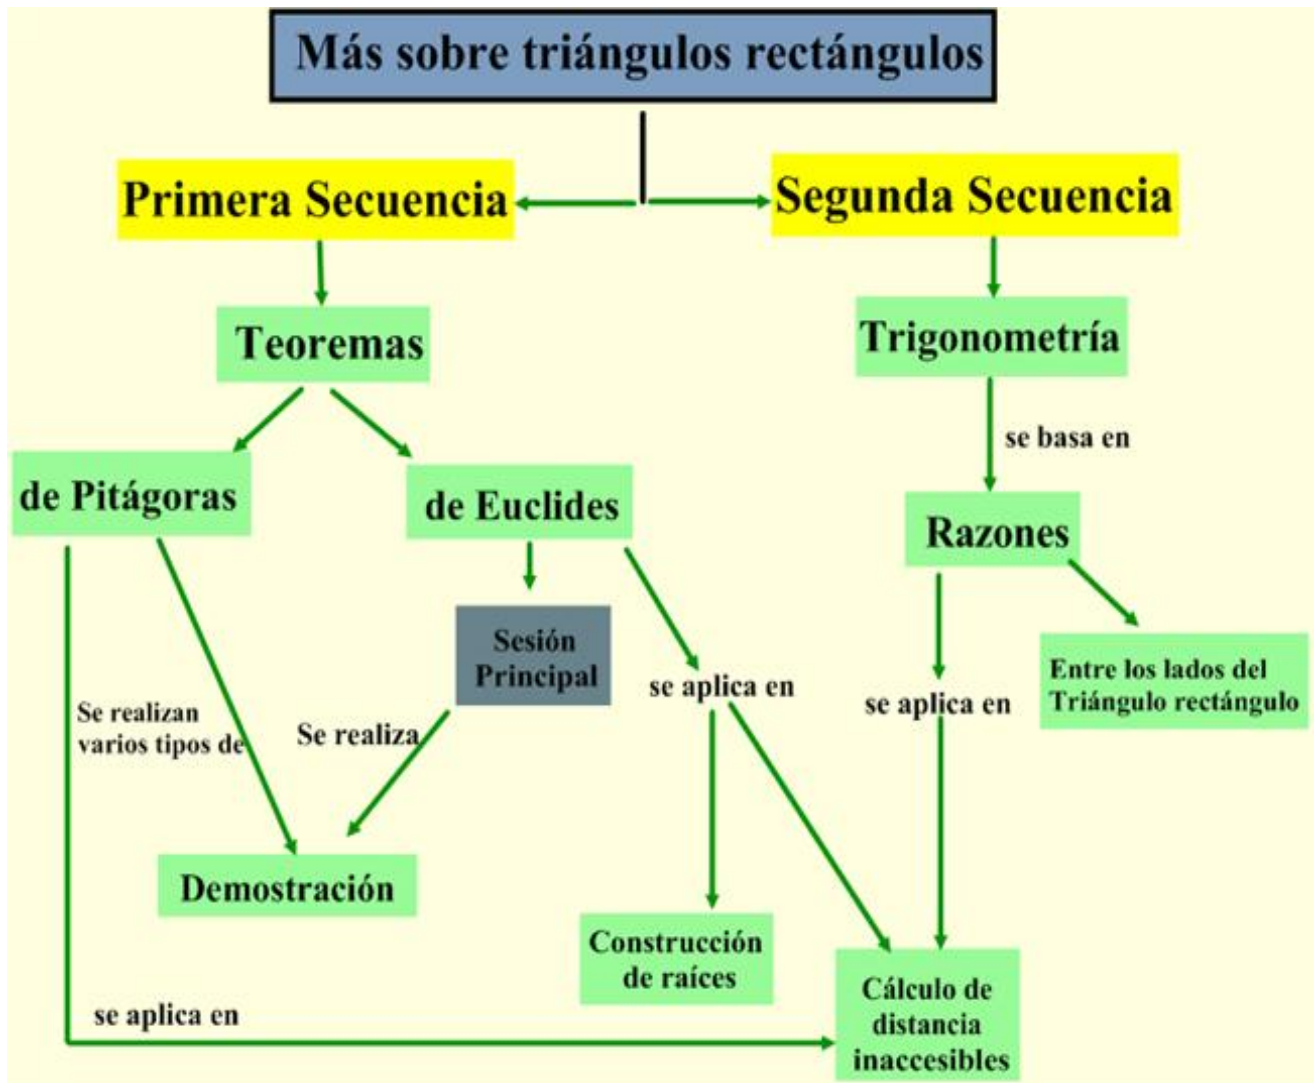 Más sobre triángulos rectángulos
Primera Secuencia
Segunda Secuencia
Teoremas
Trigonometría
se basa en
de Pitágoras
de Euclides
Razones
Sesión
Principal
Entre los lados del
Triángulo rectángulo
se aplica en
se aplica en
Se realizan
varios tipos de
Se realiza
Demostración
Construcción
de raíces
Cálculo de
distancia
inaccesibles
se aplica en